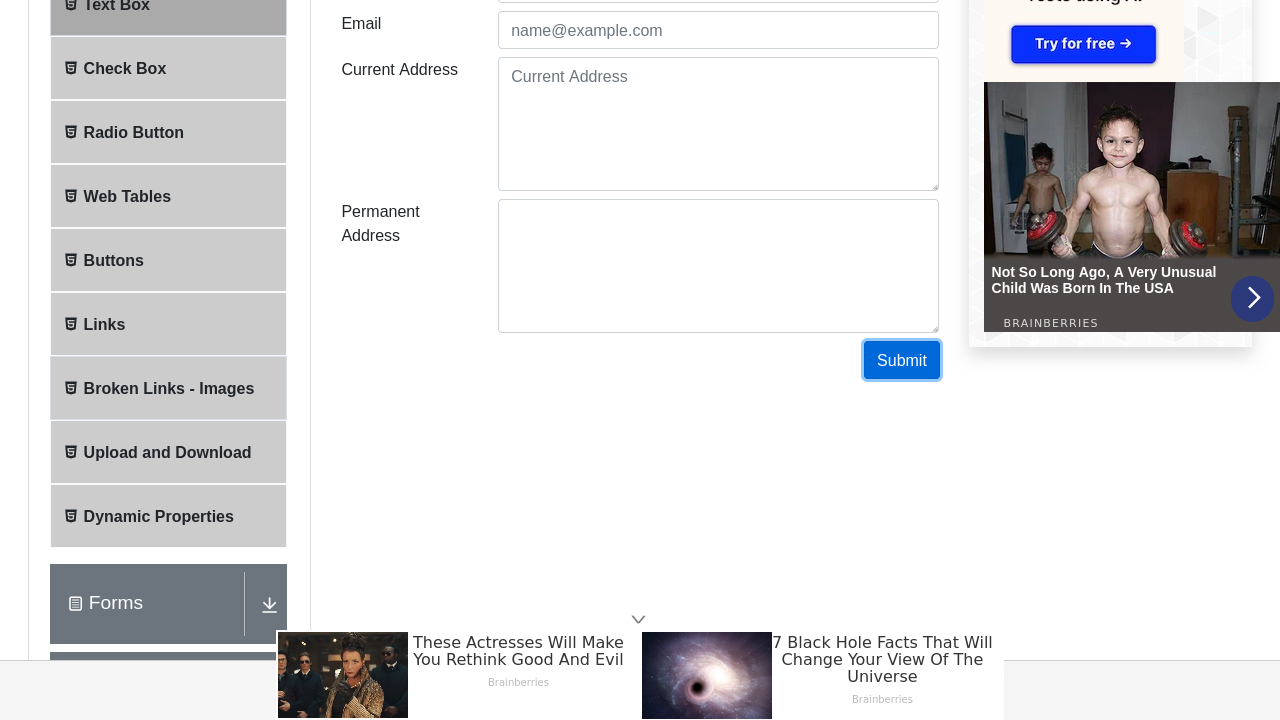 Text Box
Check Box
Radio Button
Web Tables
Buttons
Links
Broken Links - Images
Upload and Download
Dynamic Properties
Forms
Email
name@example.com
Current Address
Current Address
Permanent
Address
Submit
Try for free →
Not So Long Ago, A Very Unusual
Child Was Born In The USA
BRAINBERRIES
These Actresses Will Make
You Rethink Good And Evil
Brainberries
7 Black Hole Facts That Will
Change Your View Of The
Universe
Brainberries